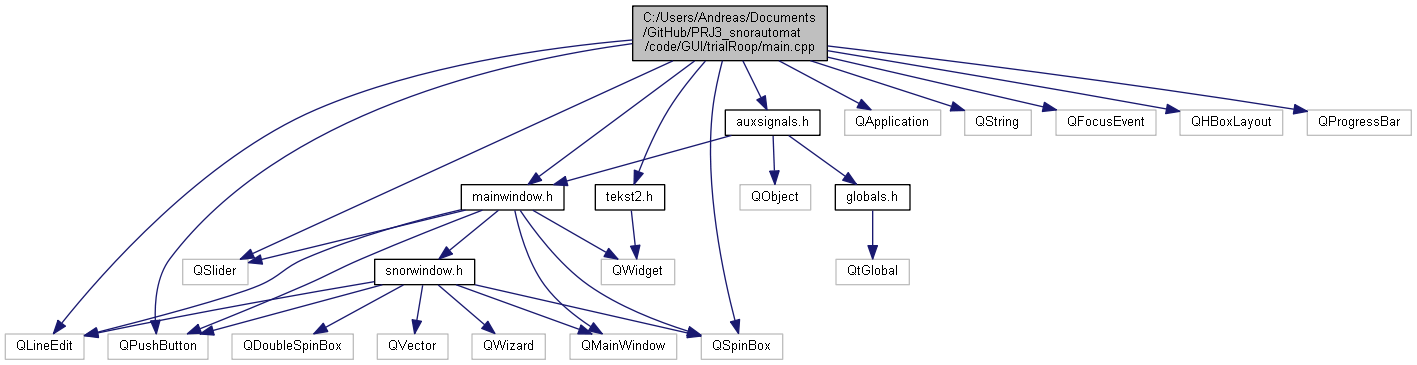 C:/Users/Andreas/Documents
/GitHub/PRJ3_snorautomat
/code/GUI/trialRoop/main.cpp
auxsignals.h
QApplication
QString
QFocusEvent
QHBoxLayout
QProgressBar
mainwindow.h
tekst2.h
QObject
globals.h
QSlider
snorwindow.h
QWidget
QtGlobal
QLineEdit
QPushButton
QDoubleSpinBox
QVector
QWizard
QMainWindow
QSpinBox